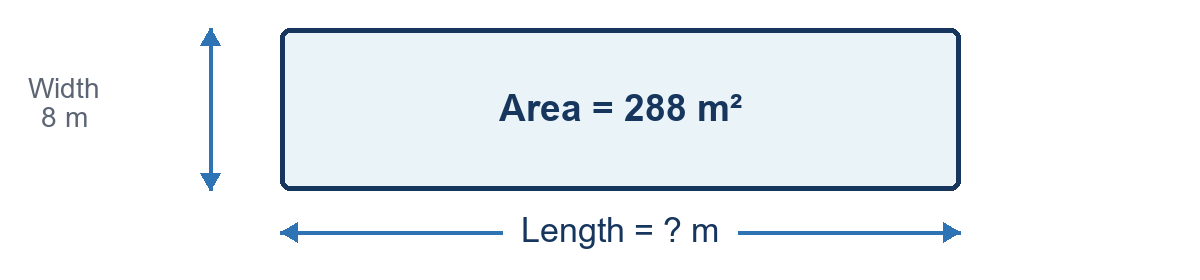 Width
8 m
Area = 288 m²
Length = ? m